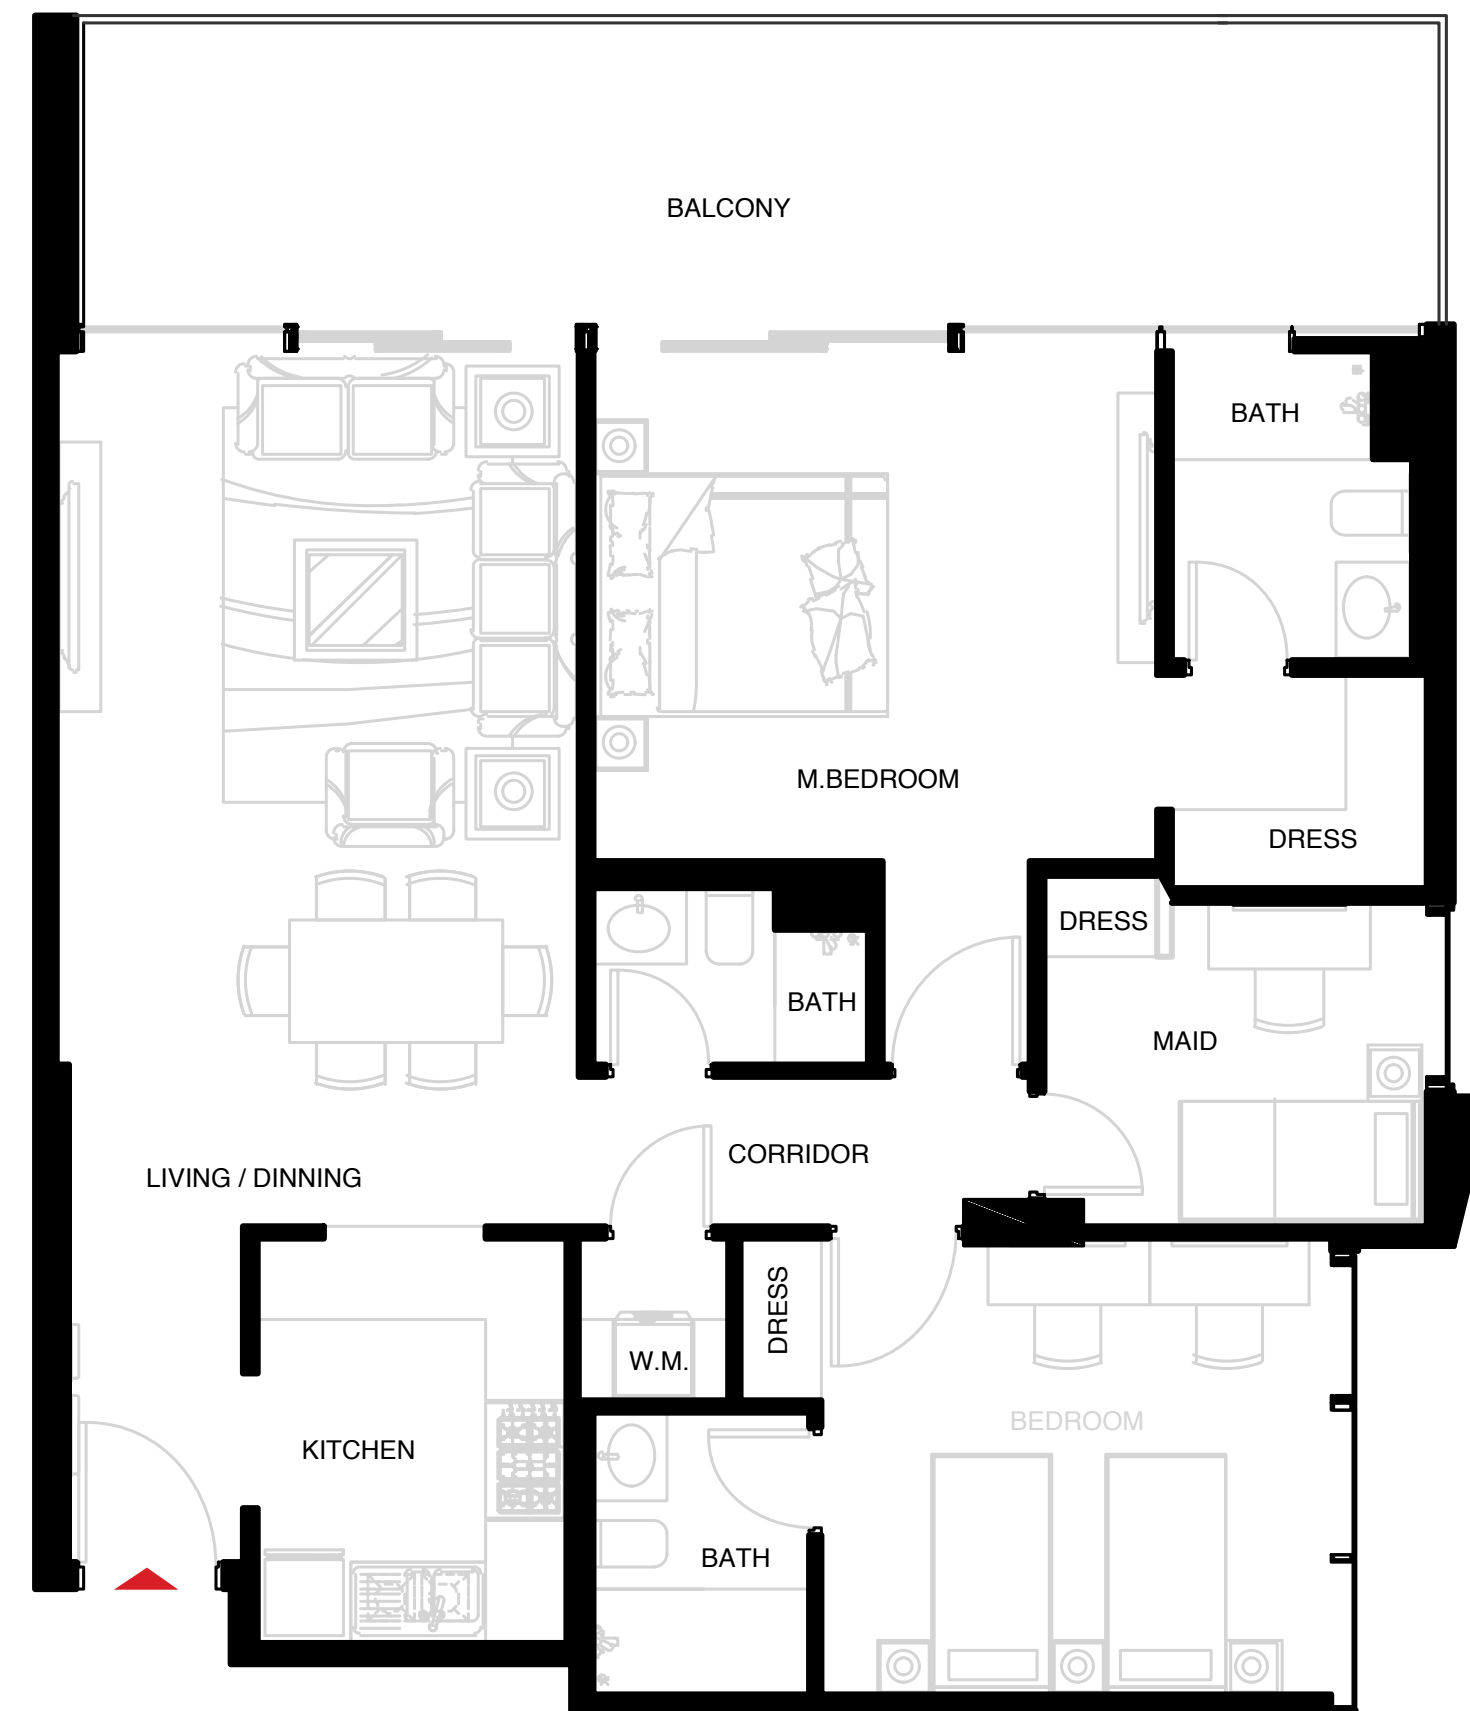 BALCONY
BATH
M.BEDROOM
DRESS
DRESS
BATH
MAID
CORRIDOR
LIVING / DINNING
DRESS
W.M.
BEDROOM
KITCHEN
BATH